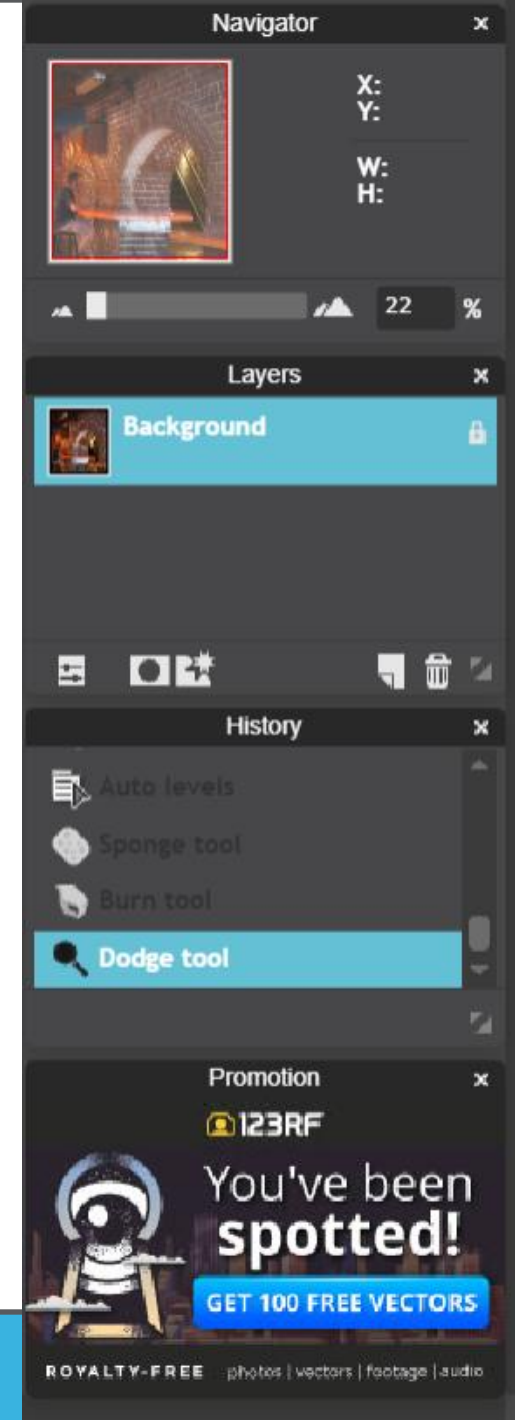 Navigator x
X:
Y:
W:
H:
22 %
Layers x
Background
History x
Auto levels
Sponge tool
Burn tool
Dodge tool
Promotion x
123RF
You've been
spotted!
GET 100 FREE VECTORS
ROYALTY-FREE photos | vectors | footage | audio